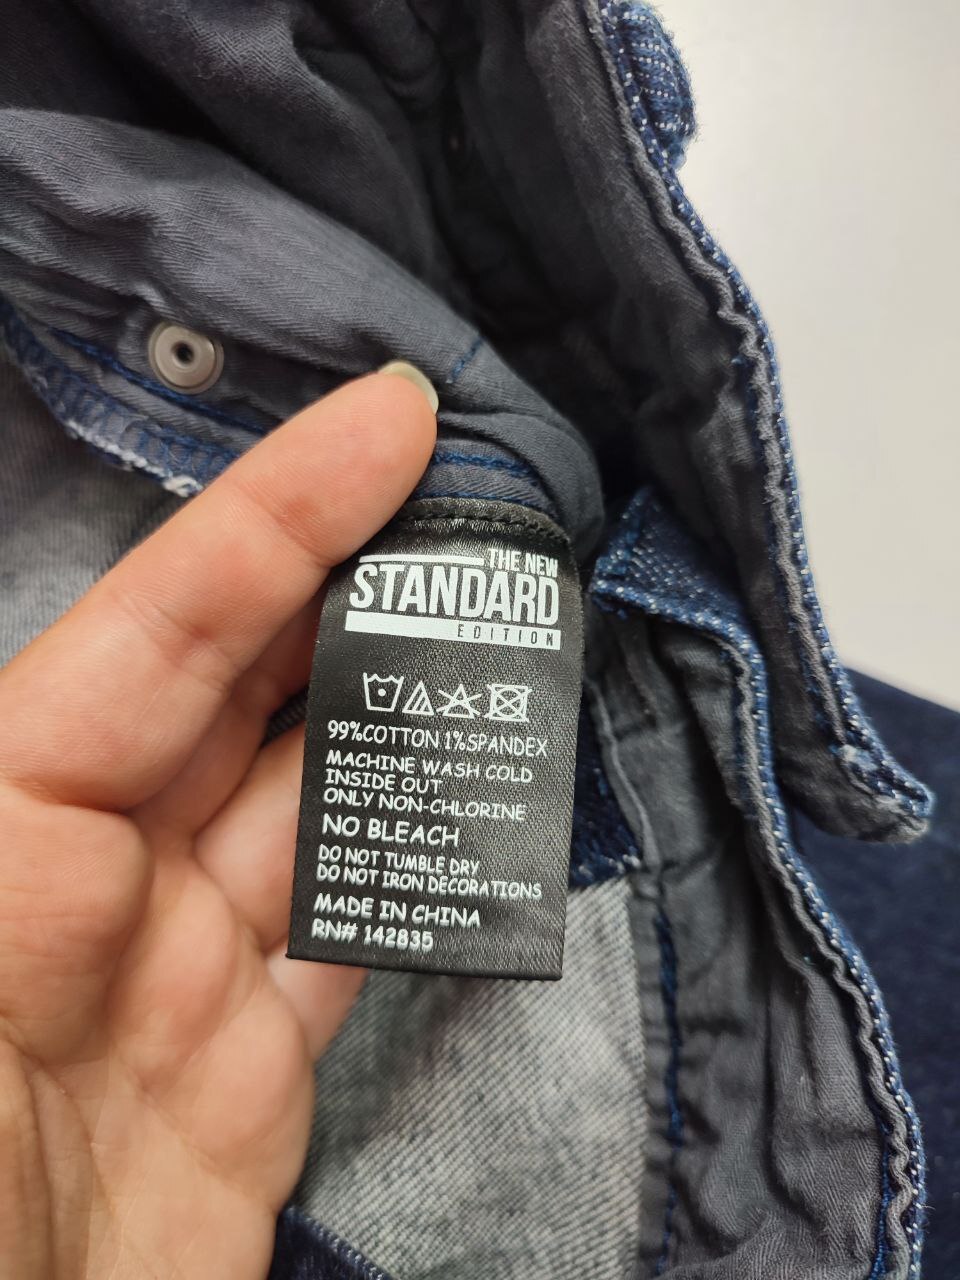 THE NEW
STANDARD
EDITION
99%COTTON 1%SPANDEX
MACHINE WASH COLD
INSIDE OUT
ONLY NON-CHLORINE
NO BLEACH
DO NOT TUMBLE DRY
DO NOT IRON DECORATIONS
MADE IN CHINA
RN# 142835